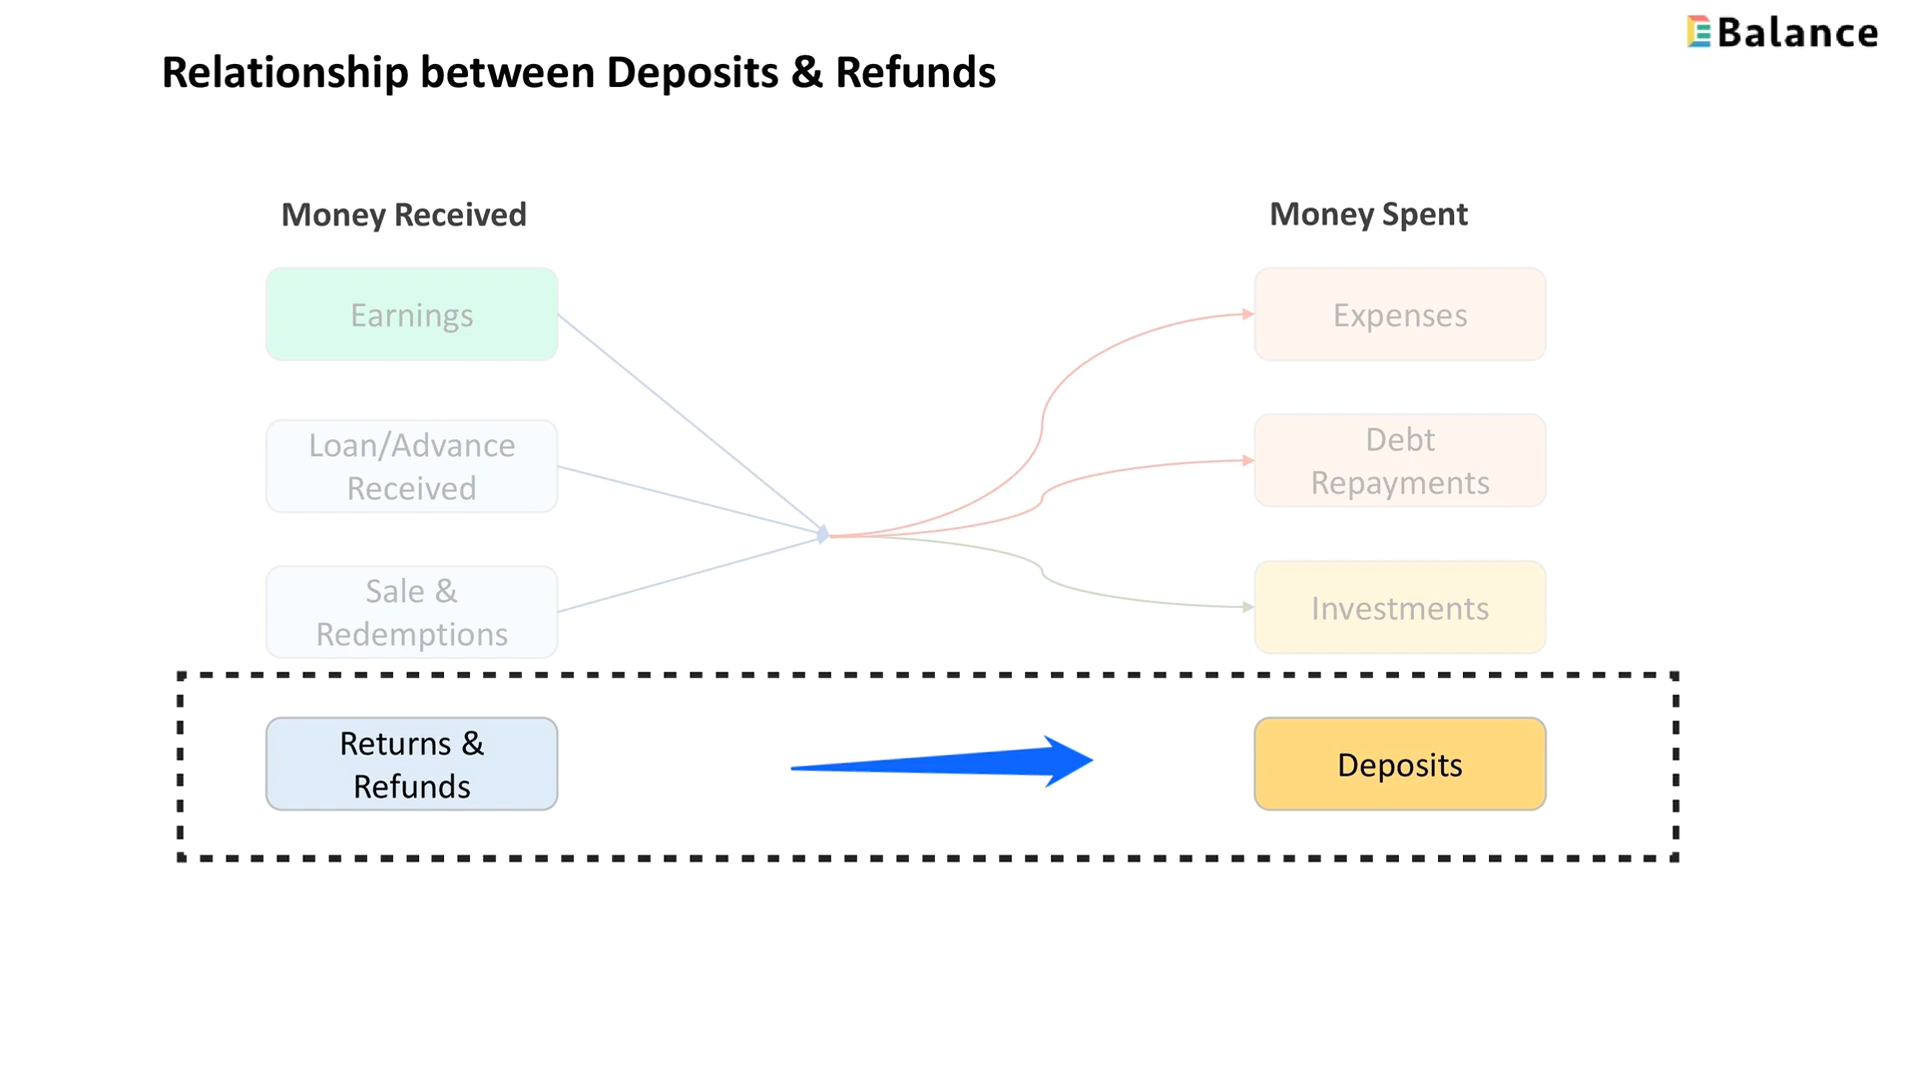 Balance
Relationship between Deposits & Refunds
Money Received
Money Spent
Earnings
Expenses
Loan/Advance
Received
Debt
Repayments
Sale &
Redemptions
Investments
Returns &
Refunds
Deposits